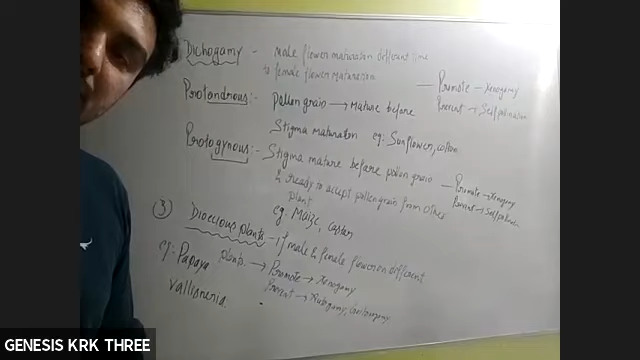 Dichogamy - male flower maturation different time
to female flower maturation
— Promote → Xenogamy
Prevent → Self pollination
Protandrous:- Pollen grain → Mature before
Stigma maturation eg: Sunflower, cotton
Protogynous:- Stigma mature before pollen grain
& ready to accept pollen grain from other
plant
— Promote → Xenogamy
Prevent → Self pollination
eg: Maize, castor
③ Dioecious plants - if male & female flower on different
plants → Promote → Xenogamy
eg: Papaya
Prevent → Autogamy, Geitonogamy
Vallisneria.
GENESIS KRK THREE